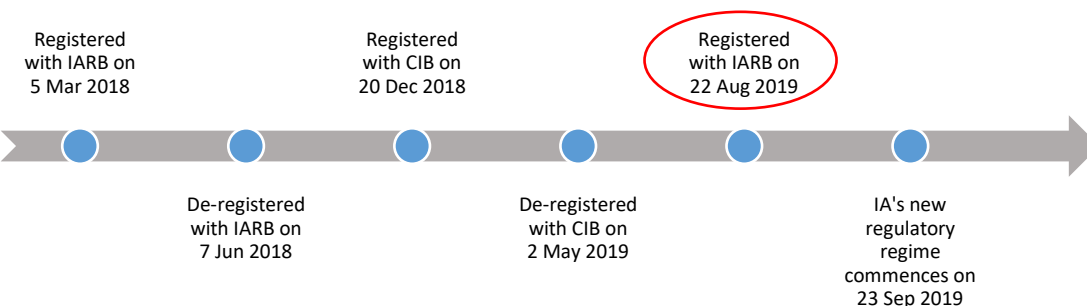 Registered
with IARB on
5 Mar 2018
Registered
with CIB on
20 Dec 2018
Registered
with IARB on
22 Aug 2019
De-registered
with IARB on
7 Jun 2018
De-registered
with CIB on
2 May 2019
IA's new
regulatory
regime
commences on
23 Sep 2019